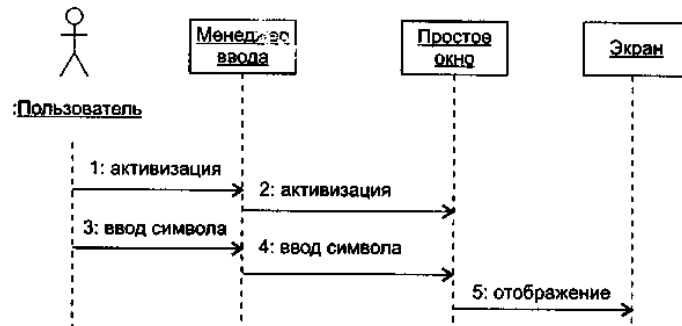 Менеджер
ввода
Простое
окно
Экран
:Пользователь
1: активизация
2: активизация
3: ввод символа
4: ввод символа
5: отображение